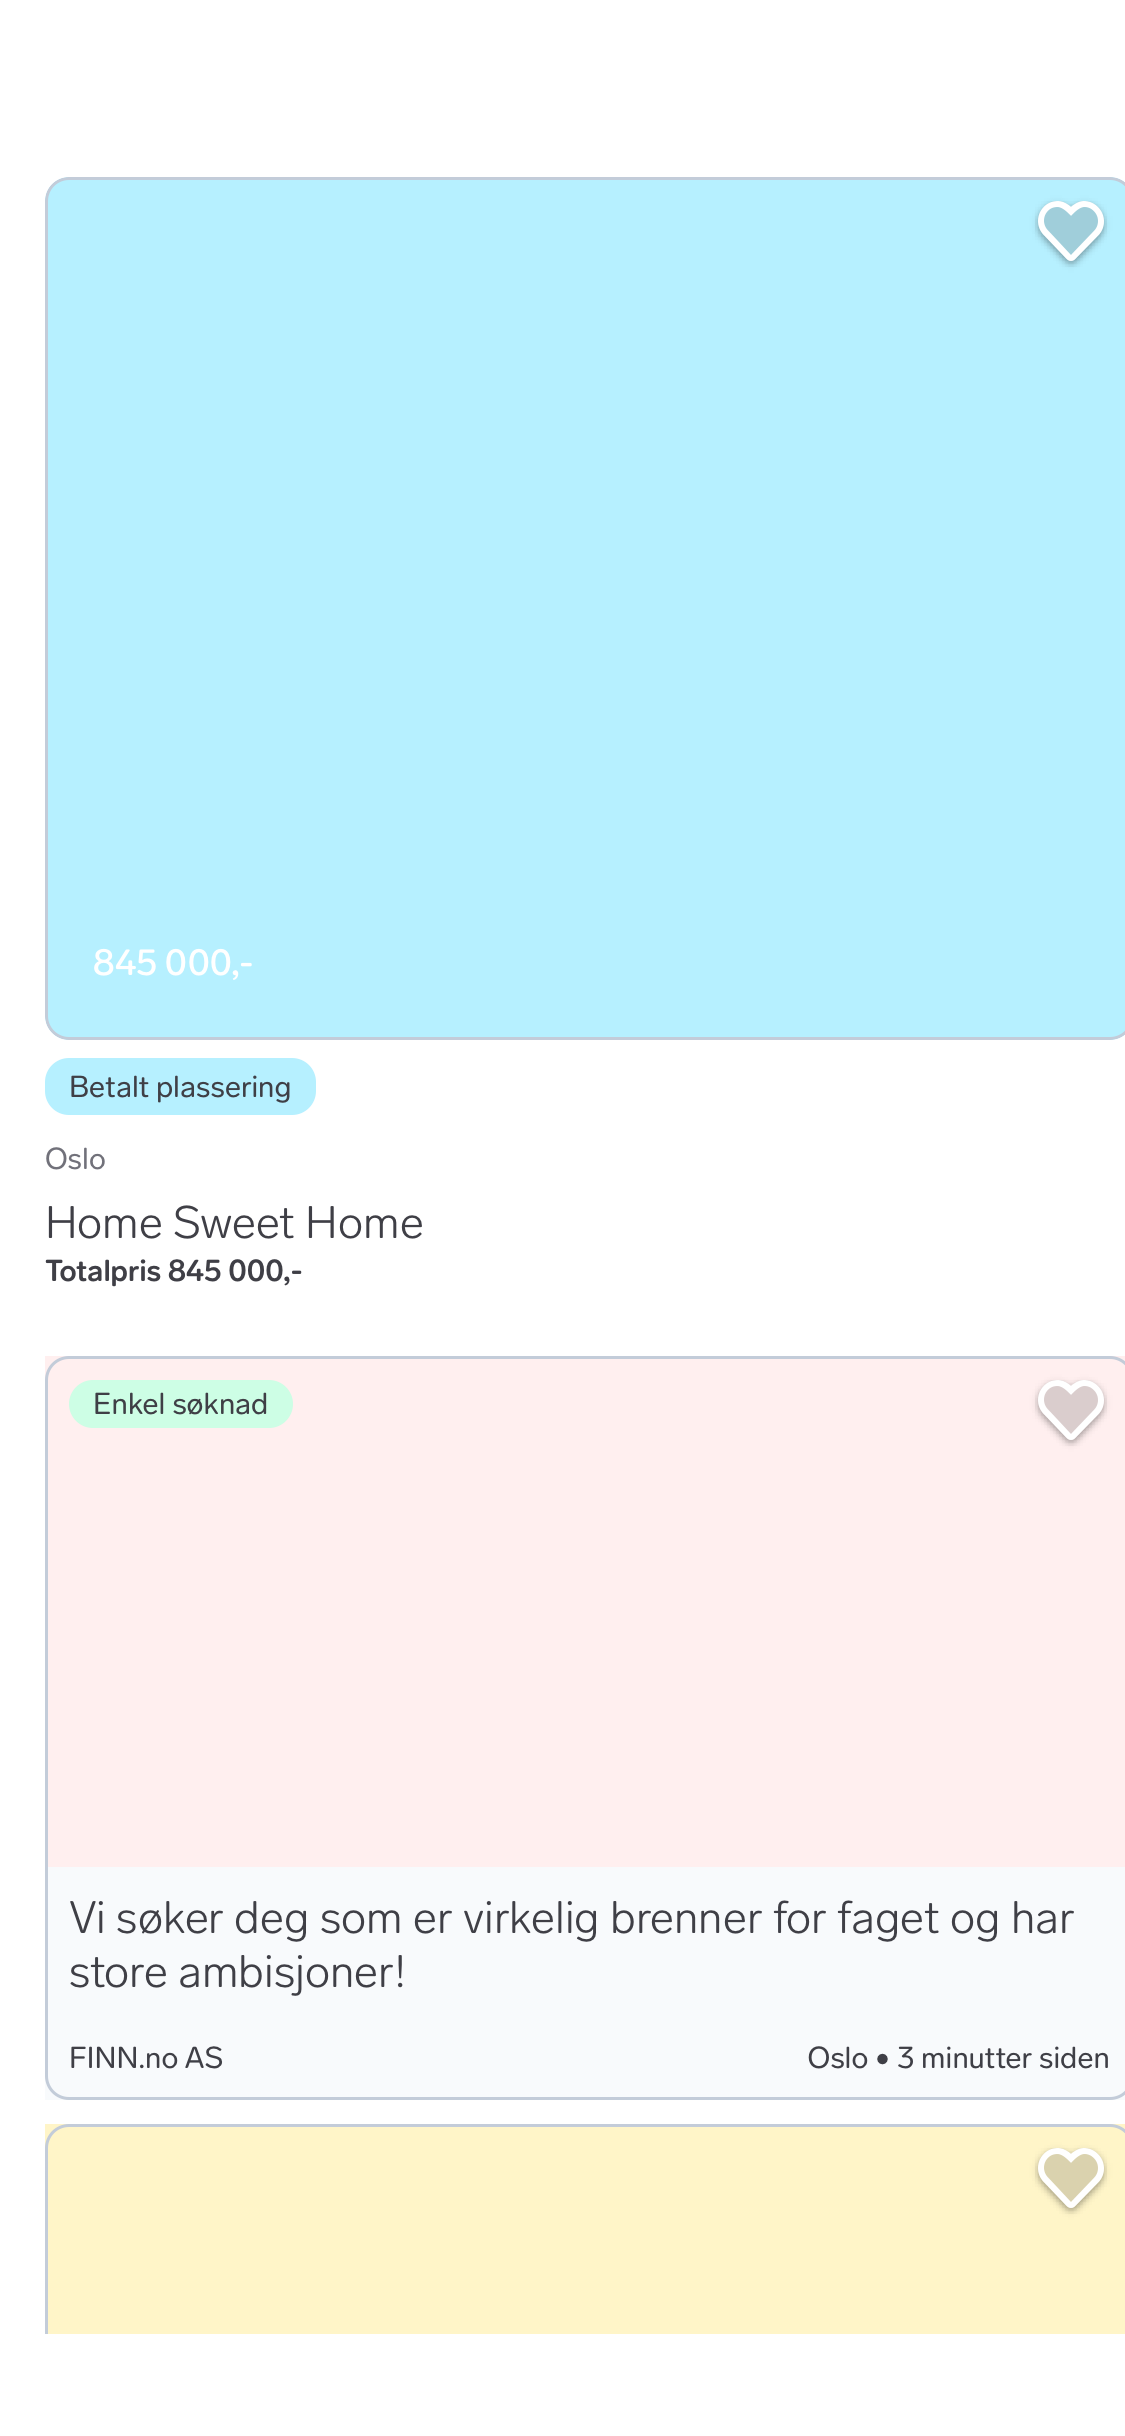 845 000,-
Betalt plassering
Oslo
Home Sweet Home
Totalpris 845 000,-
Enkel søknad
Vi søker deg som er virkelig brenner for faget og har
store ambisjoner!
FINN.no AS
Oslo • 3 minutter siden